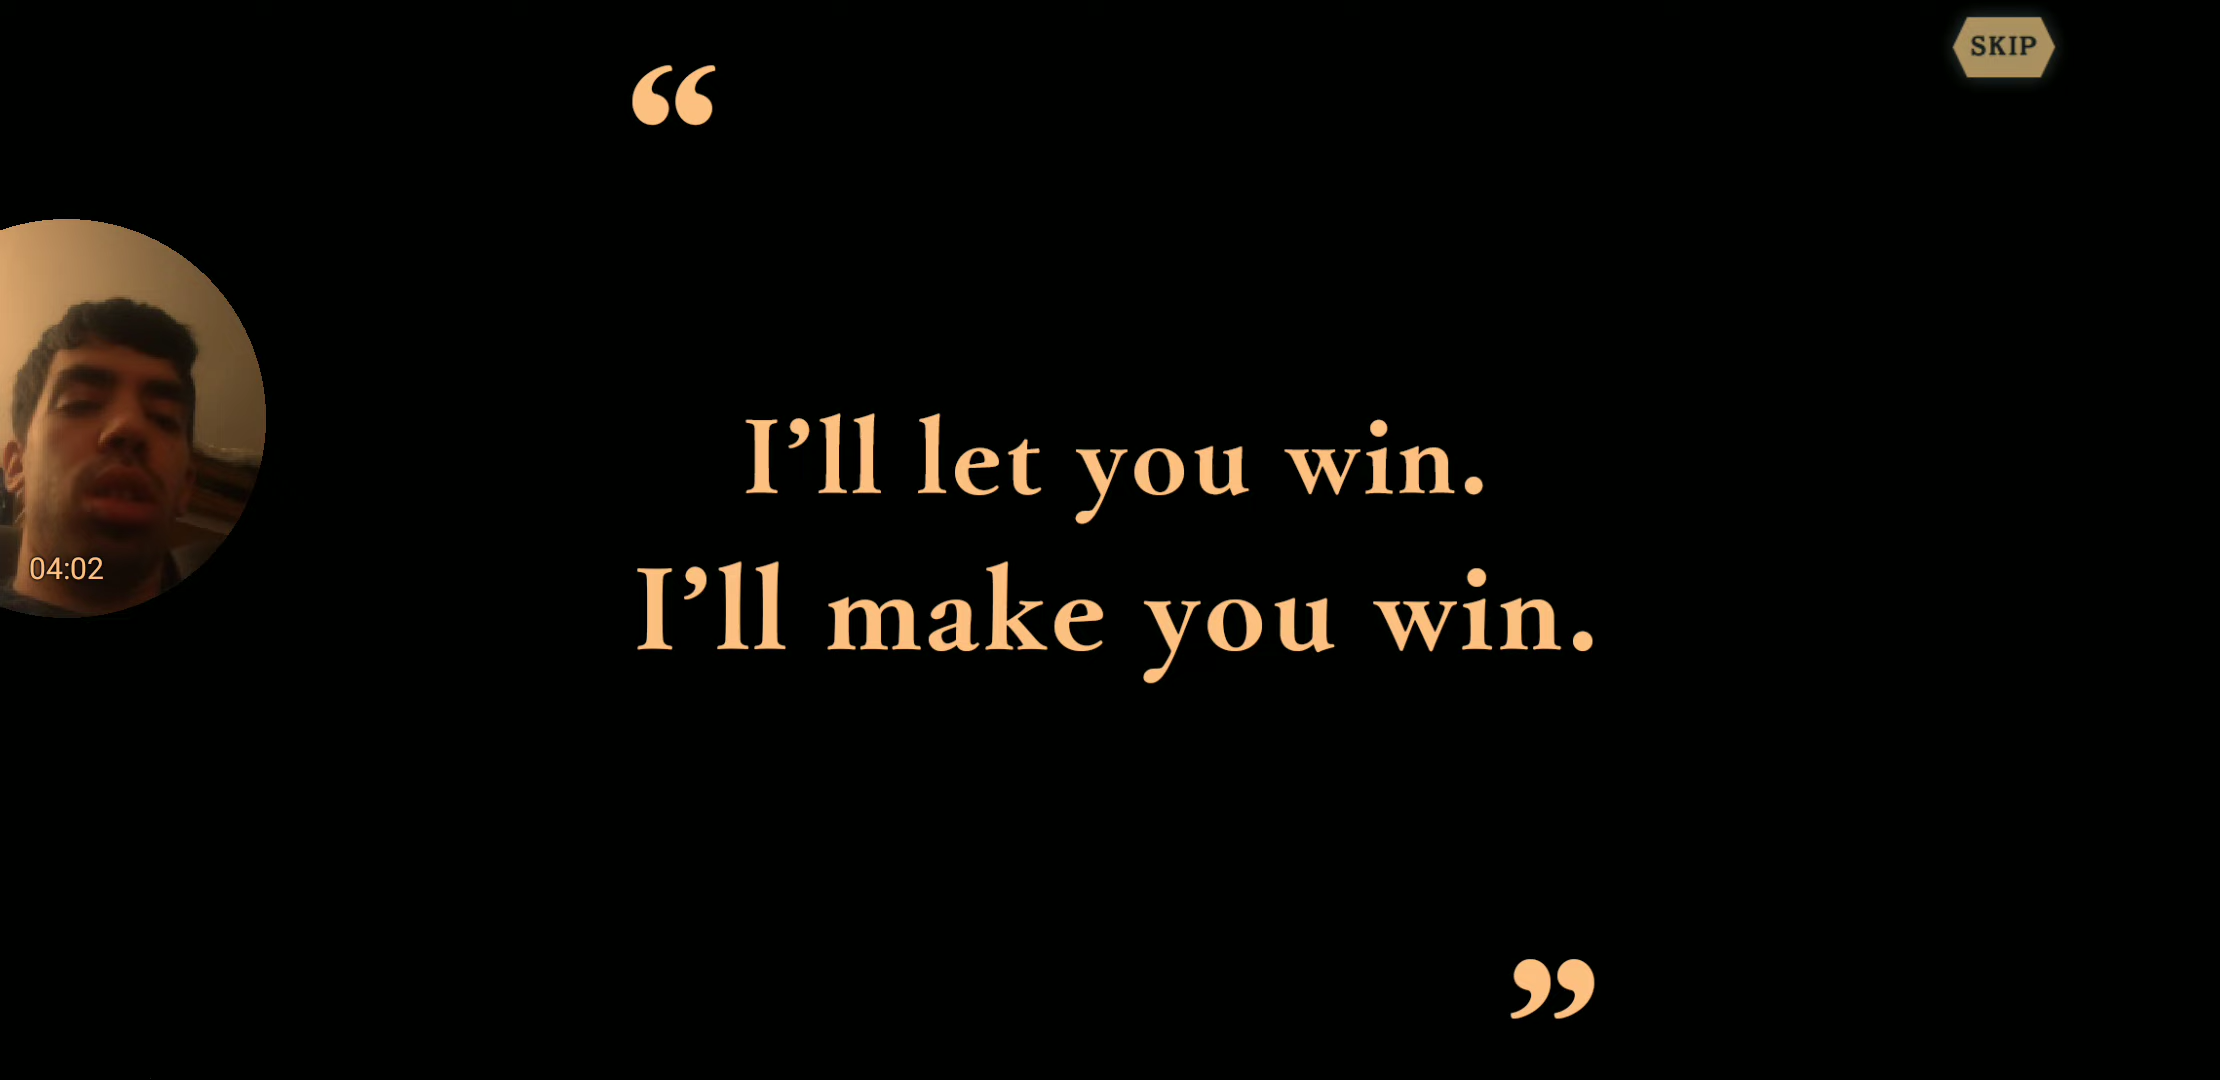 SKIP
“
I’ll let you win.
I’ll make you win.
04:02
”